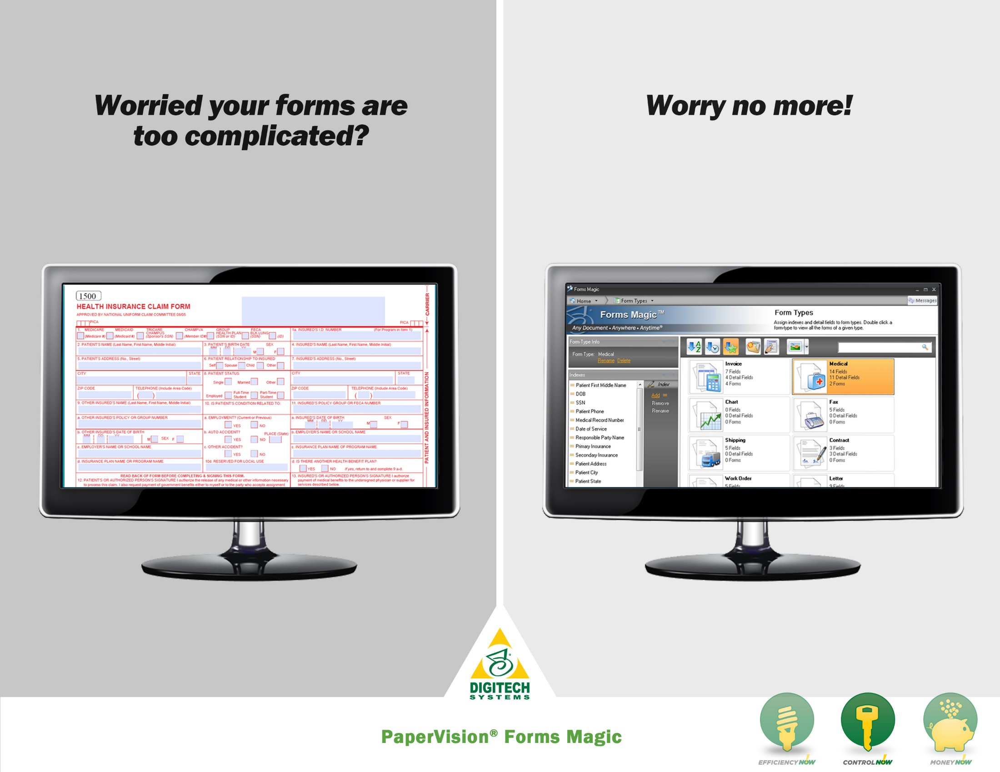 Worried your forms are
too complicated?
1500
HEALTH INSURANCE CLAIM FORM
APPROVED BY NATIONAL UNIFORM CLAIM COMMITTEE 08/05
PICA
PICA
CARRIER
1. MEDICARE MEDICAID TRICARE CHAMPVA GROUP FECA
CHAMPUS HEALTH PLAN BLK LUNG
(Medicare #) (Medicaid #) (Sponsor's SSN) (Member ID#) (SSN or ID) (SSN) (ID)
1a. INSURED'S I.D. NUMBER (For Program in Item 1)
2. PATIENT'S NAME (Last Name, First Name, Middle Initial)
3. PATIENT'S BIRTH DATE SEX
MM DD YY M F
4. INSURED'S NAME (Last Name, First Name, Middle Initial)
5. PATIENT'S ADDRESS (No., Street)
6. PATIENT RELATIONSHIP TO INSURED
Self Spouse Child Other
7. INSURED'S ADDRESS (No., Street)
CITY STATE
8. PATIENT STATUS
Single Married Other
CITY STATE
ZIP CODE TELEPHONE (Include Area Code)
( )
Employed Full-Time Student Part-Time Student
ZIP CODE TELEPHONE (Include Area Code)
( )
9. OTHER INSURED'S NAME (Last Name, First Name, Middle Initial)
10. IS PATIENT'S CONDITION RELATED TO:
11. INSURED'S POLICY GROUP OR FECA NUMBER
a. OTHER INSURED'S POLICY OR GROUP NUMBER
a. EMPLOYMENT? (Current or Previous)
YES NO
a. INSURED'S DATE OF BIRTH SEX
MM DD YY M F
b. OTHER INSURED'S DATE OF BIRTH
MM DD YY M SEX F
b. AUTO ACCIDENT? PLACE (State)
YES NO
b. EMPLOYER'S NAME OR SCHOOL NAME
c. EMPLOYER'S NAME OR SCHOOL NAME
c. OTHER ACCIDENT?
YES NO
c. INSURANCE PLAN NAME OF PROGRAM NAME
d. INSURANCE PLAN NAME OR PROGRAM NAME
10d. RESERVED FOR LOCAL USE
d. IS THERE ANOTHER HEALTH BENEFIT PLAN?
YES NO If yes, return to and complete 9 a-d.
READ BACK OF FORM BEFORE COMPLETING & SIGNING THIS FORM.
12. PATIENT'S OR AUTHORIZED PERSON'S SIGNATURE I authorize the release of any medical or other information necessary
to process this claim. I also request payment of government benefits either to myself or to the party who accepts assignment
13. INSURED'S OR AUTHORIZED PERSON'S SIGNATURE I authorize
payment of medical benefits to the undersigned physician or supplier for
services described below.
PATIENT AND INSURED INFORMATION
Worry no more!
Forms Magic
Home Form Types
Messages
Forms Magic™
Any Document • Anywhere • Anytime®
Form Types
Assign indexes and detail fields to form types. Double click a
form-type to view all the forms of a given type.
Form-Type Info
Form Type: Medical
Rename Delete
Indexes
Patient First Middle Name
DOB
SSN
Patient Phone
Medical Record Number
Date of Service
Responsible Party Name
Primary Insurance
Secondary Insurance
Patient Address
Patient City
Patient State
Index
Add
Remove
Rename
A
Z
Invoice
7 Fields
4 Detail Fields
4 Forms
Medical
14 Fields
11 Detail Fields
2 Forms
Chart
0 Fields
0 Detail Fields
0 Forms
Fax
5 Fields
0 Detail Fields
0 Forms
Shipping
5 Fields
0 Detail Fields
0 Forms
Contract
3 Fields
3 Detail Fields
0 Forms
Work Order
5 Fields
Letter
9 Fields
DIGITECH
SYSTEMS
PaperVision® Forms Magic
EFFICIENCYNOW!
CONTROLNOW!
MONEYNOW!